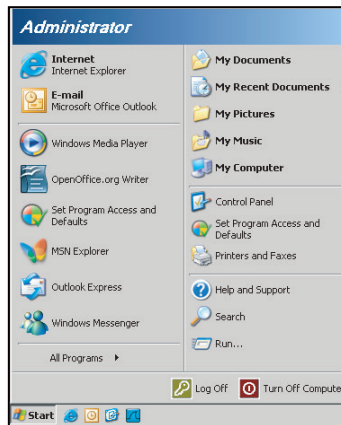 Administrator
Internet
Internet Explorer
E-mail
Microsoft Office Outlook
Windows Media Player
OpenOffice.org Writer
Set Program Access and
Defaults
MSN Explorer
Outlook Express
Windows Messenger
All Programs
My Documents
My Recent Documents
My Pictures
My Music
My Computer
Control Panel
Set Program Access and
Defaults
Printers and Faxes
Help and Support
Search
Run...
Log Off
Turn Off Compute
Start